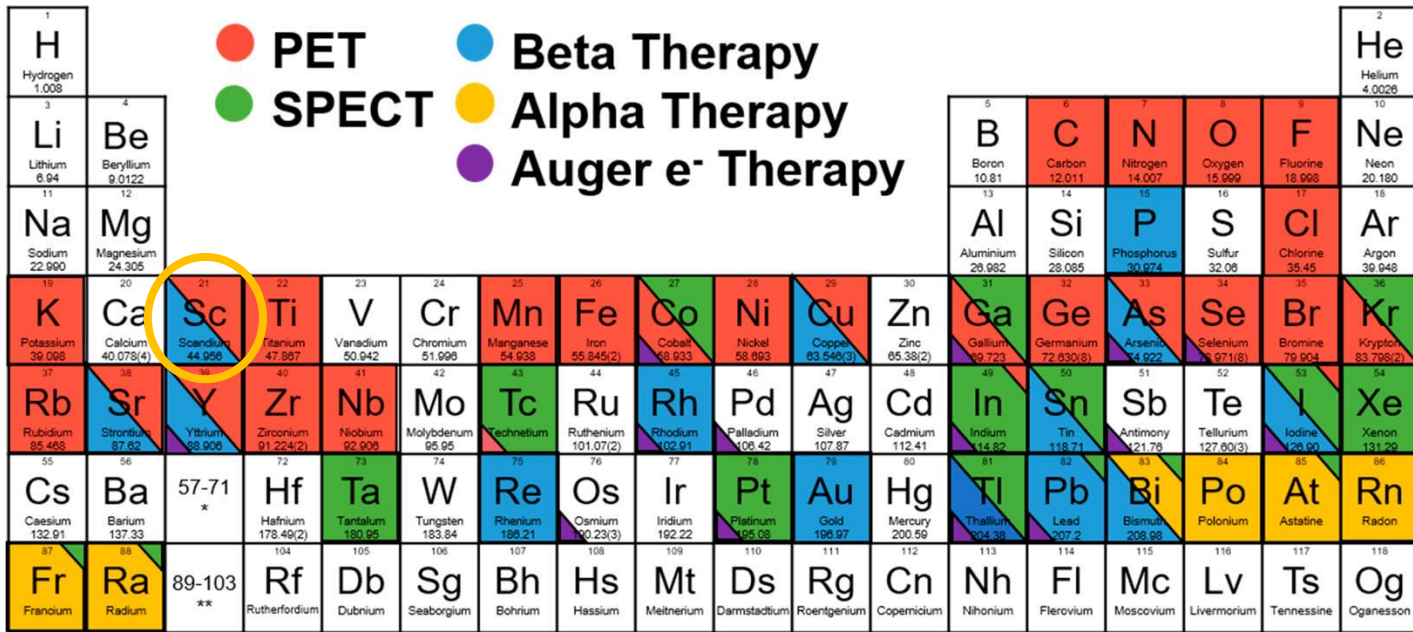 1 2
H PET Beta Therapy He
Hydrogen Helium
1.008 4.0026
3 4 SPECT Alpha Therapy 5 6 7 8 9 10
Li Be B C N O F Ne
Lithium Beryllium Boron Carbon Nitrogen Oxygen Fluorine Neon
6.94 9.0122 Auger e- Therapy 10.81 12.011 14.007 15.999 18.998 20.180
11 12 13 14 15 16 17 18
Na Mg Al Si P S Cl Ar
Sodium Magnesium Aluminium Silicon Phosphorus Sulfur Chlorine Argon
22.990 24.305 26.982 28.085 30.974 32.06 35.45 39.948
19 20 21 22 23 24 25 26 27 28 29 30 31 32 33 34 35 36
K Ca Sc Ti V Cr Mn Fe Co Ni Cu Zn Ga Ge As Se Br Kr
Potassium Calcium Scandium Titanium Vanadium Chromium Manganese Iron Cobalt Nickel Copper Zinc Gallium Germanium Arsenic Selenium Bromine Krypton
39.098 40.078(4) 44.956 47.867 50.942 51.996 54.938 55.845(2) 58.933 58.693 63.546(3) 65.38(2) 69.723 72.630(8) 74.922 78.971(8) 79.904 83.798(2)
37 38 39 40 41 42 43 44 45 46 47 48 49 50 51 52 53 54
Rb Sr Y Zr Nb Mo Tc Ru Rh Pd Ag Cd In Sn Sb Te I Xe
Rubidium Strontium Yttrium Zirconium Niobium Molybdenum Technetium Ruthenium Rhodium Palladium Silver Cadmium Indium Tin Antimony Tellurium Iodine Xenon
85.468 87.62 88.906 91.224(2) 92.906 95.95 101.07(2) 102.91 106.42 107.87 112.41 114.82 118.71 121.76 127.60(3) 126.90 131.29
55 56 57-71 72 73 74 75 76 77 78 79 80 81 82 83 84 85 86
Cs Ba * Hf Ta W Re Os Ir Pt Au Hg Tl Pb Bi Po At Rn
Caesium Barium Hafnium Tantalum Tungsten Rhenium Osmium Iridium Platinum Gold Mercury Thallium Lead Bismuth Polonium Astatine Radon
132.91 137.33 178.49(2) 180.95 183.84 186.21 190.23(3) 192.22 195.08 196.97 200.59 204.38 207.2 208.98
87 88 89-103 104 105 106 107 108 109 110 111 112 113 114 115 116 117 118
Fr Ra ** Rf Db Sg Bh Hs Mt Ds Rg Cn Nh Fl Mc Lv Ts Og
Francium Radium Rutherfordium Dubnium Seaborgium Bohrium Hassium Meitnerium Darmstadtium Roentgenium Copernicium Nihonium Flerovium Moscovium Livermorium Tennessine Oganesson